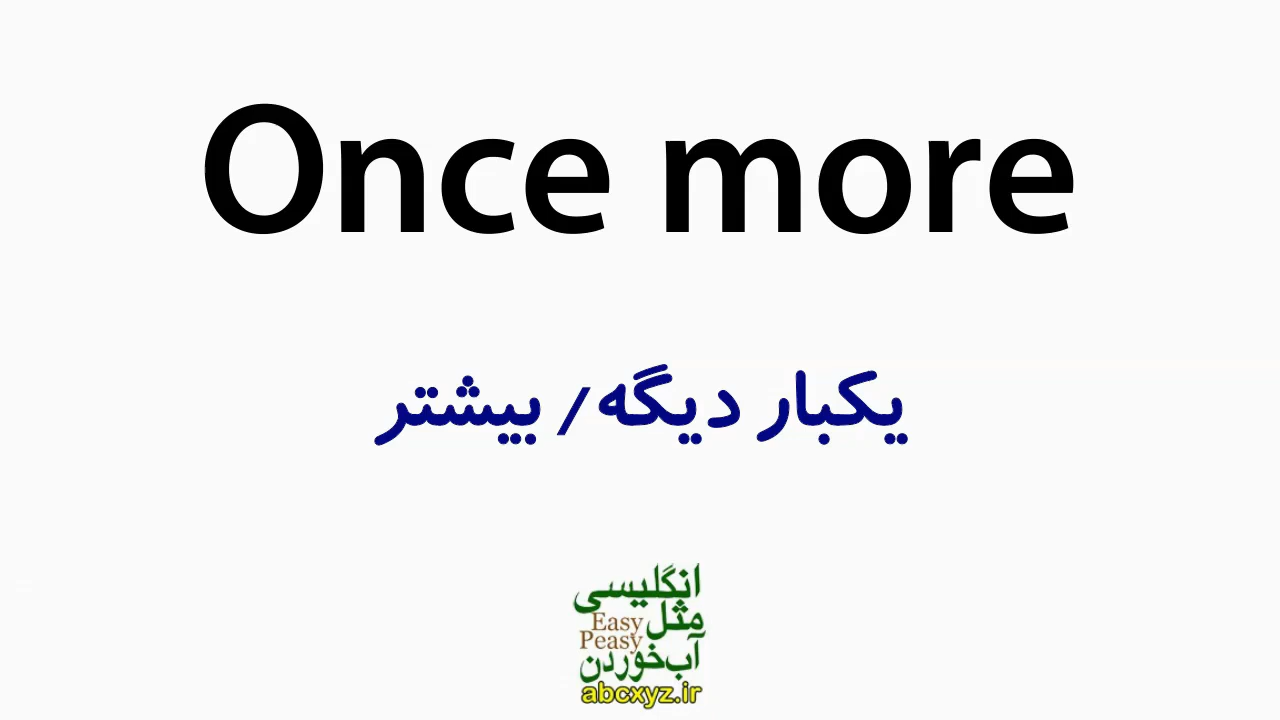 Once more
یکبار دیگه/ بیشتر
انگلیسی
مثل Easy
Peasy
آب‌خوردن
abcxyz.ir